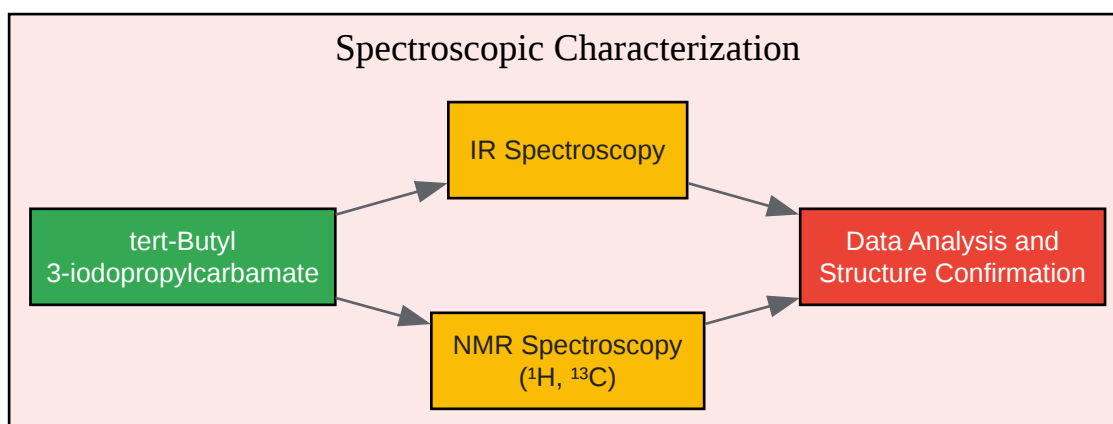 Spectroscopic Characterization
IR Spectroscopy
tert-Butyl
3-iodopropylcarbamate
Data Analysis and
Structure Confirmation
NMR Spectroscopy
(¹H, ¹³C)